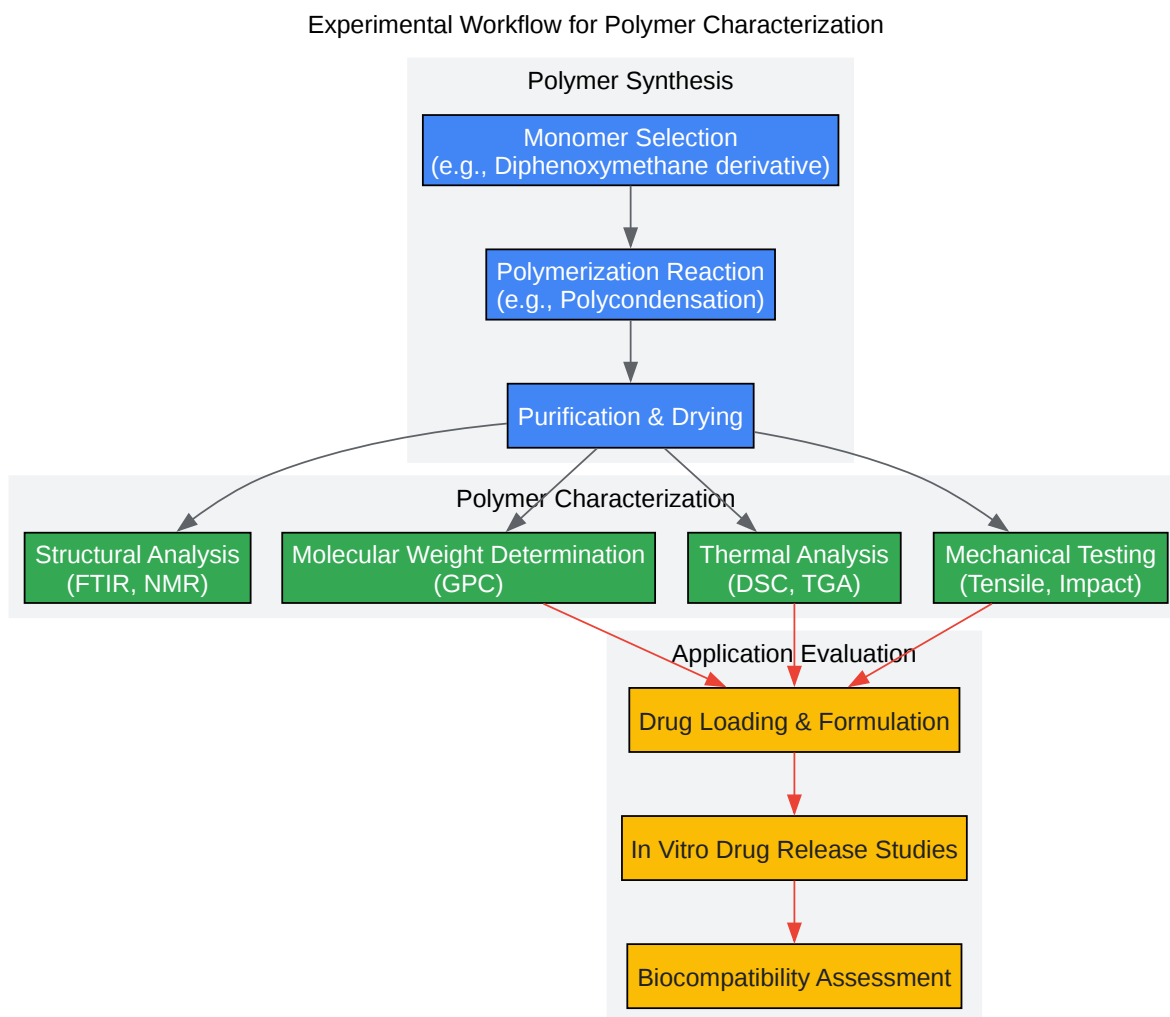 Experimental Workflow for Polymer Characterization
Polymer Synthesis
Monomer Selection
(e.g., Diphenoxymethane derivative)
Polymerization Reaction
(e.g., Polycondensation)
Purification & Drying
Polymer Characterization
Structural Analysis
(FTIR, NMR)
Molecular Weight Determination
(GPC)
Thermal Analysis
(DSC, TGA)
Mechanical Testing
(Tensile, Impact)
Application Evaluation
Drug Loading & Formulation
In Vitro Drug Release Studies
Biocompatibility Assessment